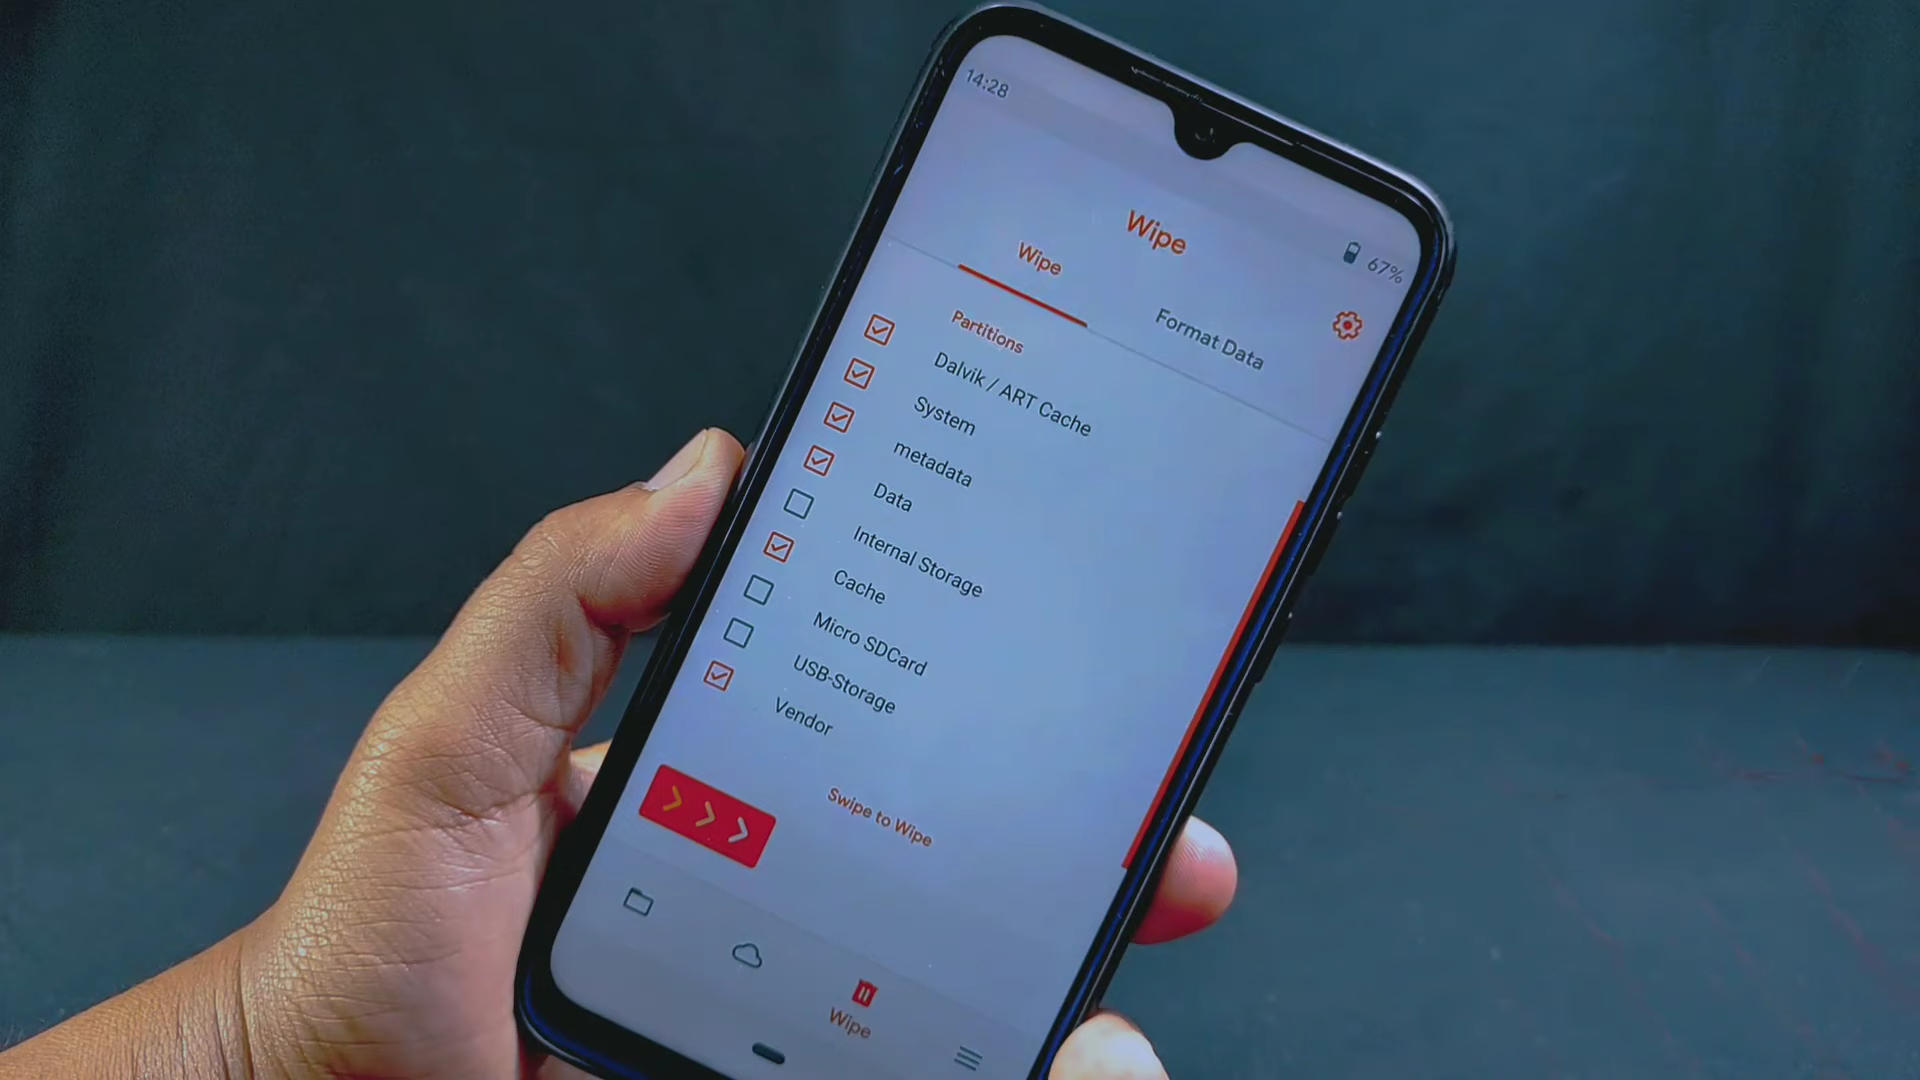 14:28
67%
Wipe
Wipe
Format Data
Partitions
Dalvik / ART Cache
System
metadata
Data
Internal Storage
Cache
Micro SDCard
USB-Storage
Vendor
Swipe to Wipe
Wipe